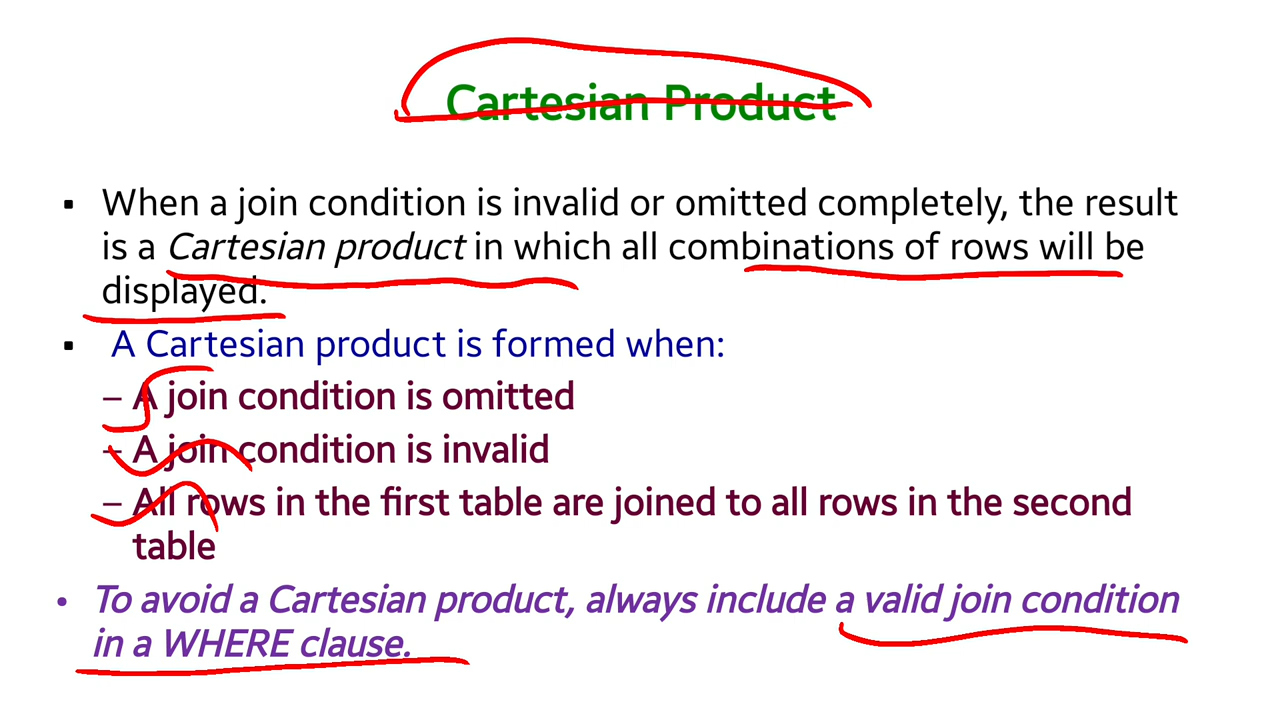 Cartesian Product
▪ When a join condition is invalid or omitted completely, the result
is a Cartesian product in which all combinations of rows will be
displayed.
▪ A Cartesian product is formed when:
– A join condition is omitted
– A join condition is invalid
– All rows in the first table are joined to all rows in the second
table
• To avoid a Cartesian product, always include a valid join condition
in a WHERE clause.